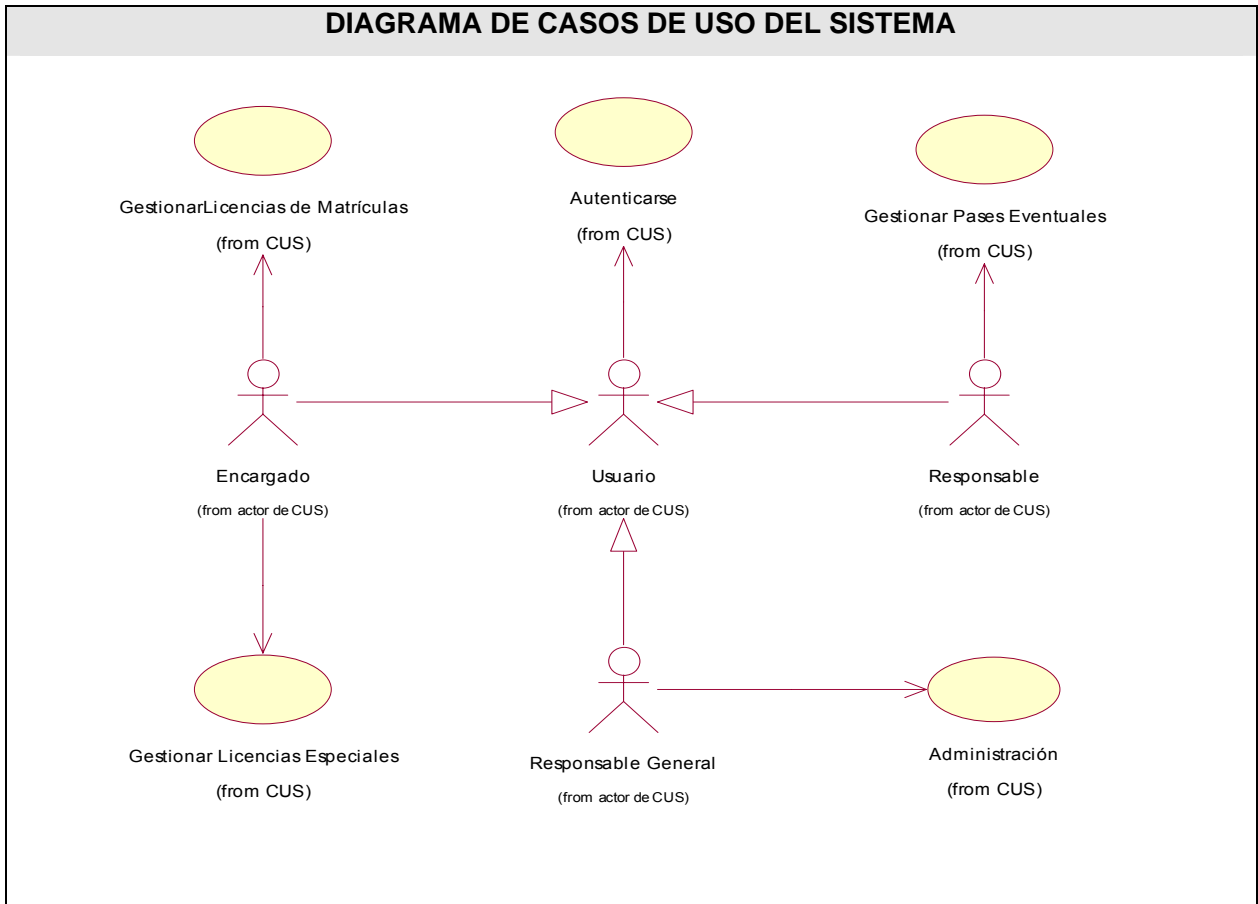 DIAGRAMA DE CASOS DE USO DEL SISTEMA
GestionarLicencias de Matrículas
(from CUS)
Autenticarse
(from CUS)
Gestionar Pases Eventuales
(from CUS)
Encargado
(from actor de CUS)
Usuario
(from actor de CUS)
Responsable
(from actor de CUS)
Gestionar Licencias Especiales
(from CUS)
Responsable General
(from actor de CUS)
Administración
(from CUS)